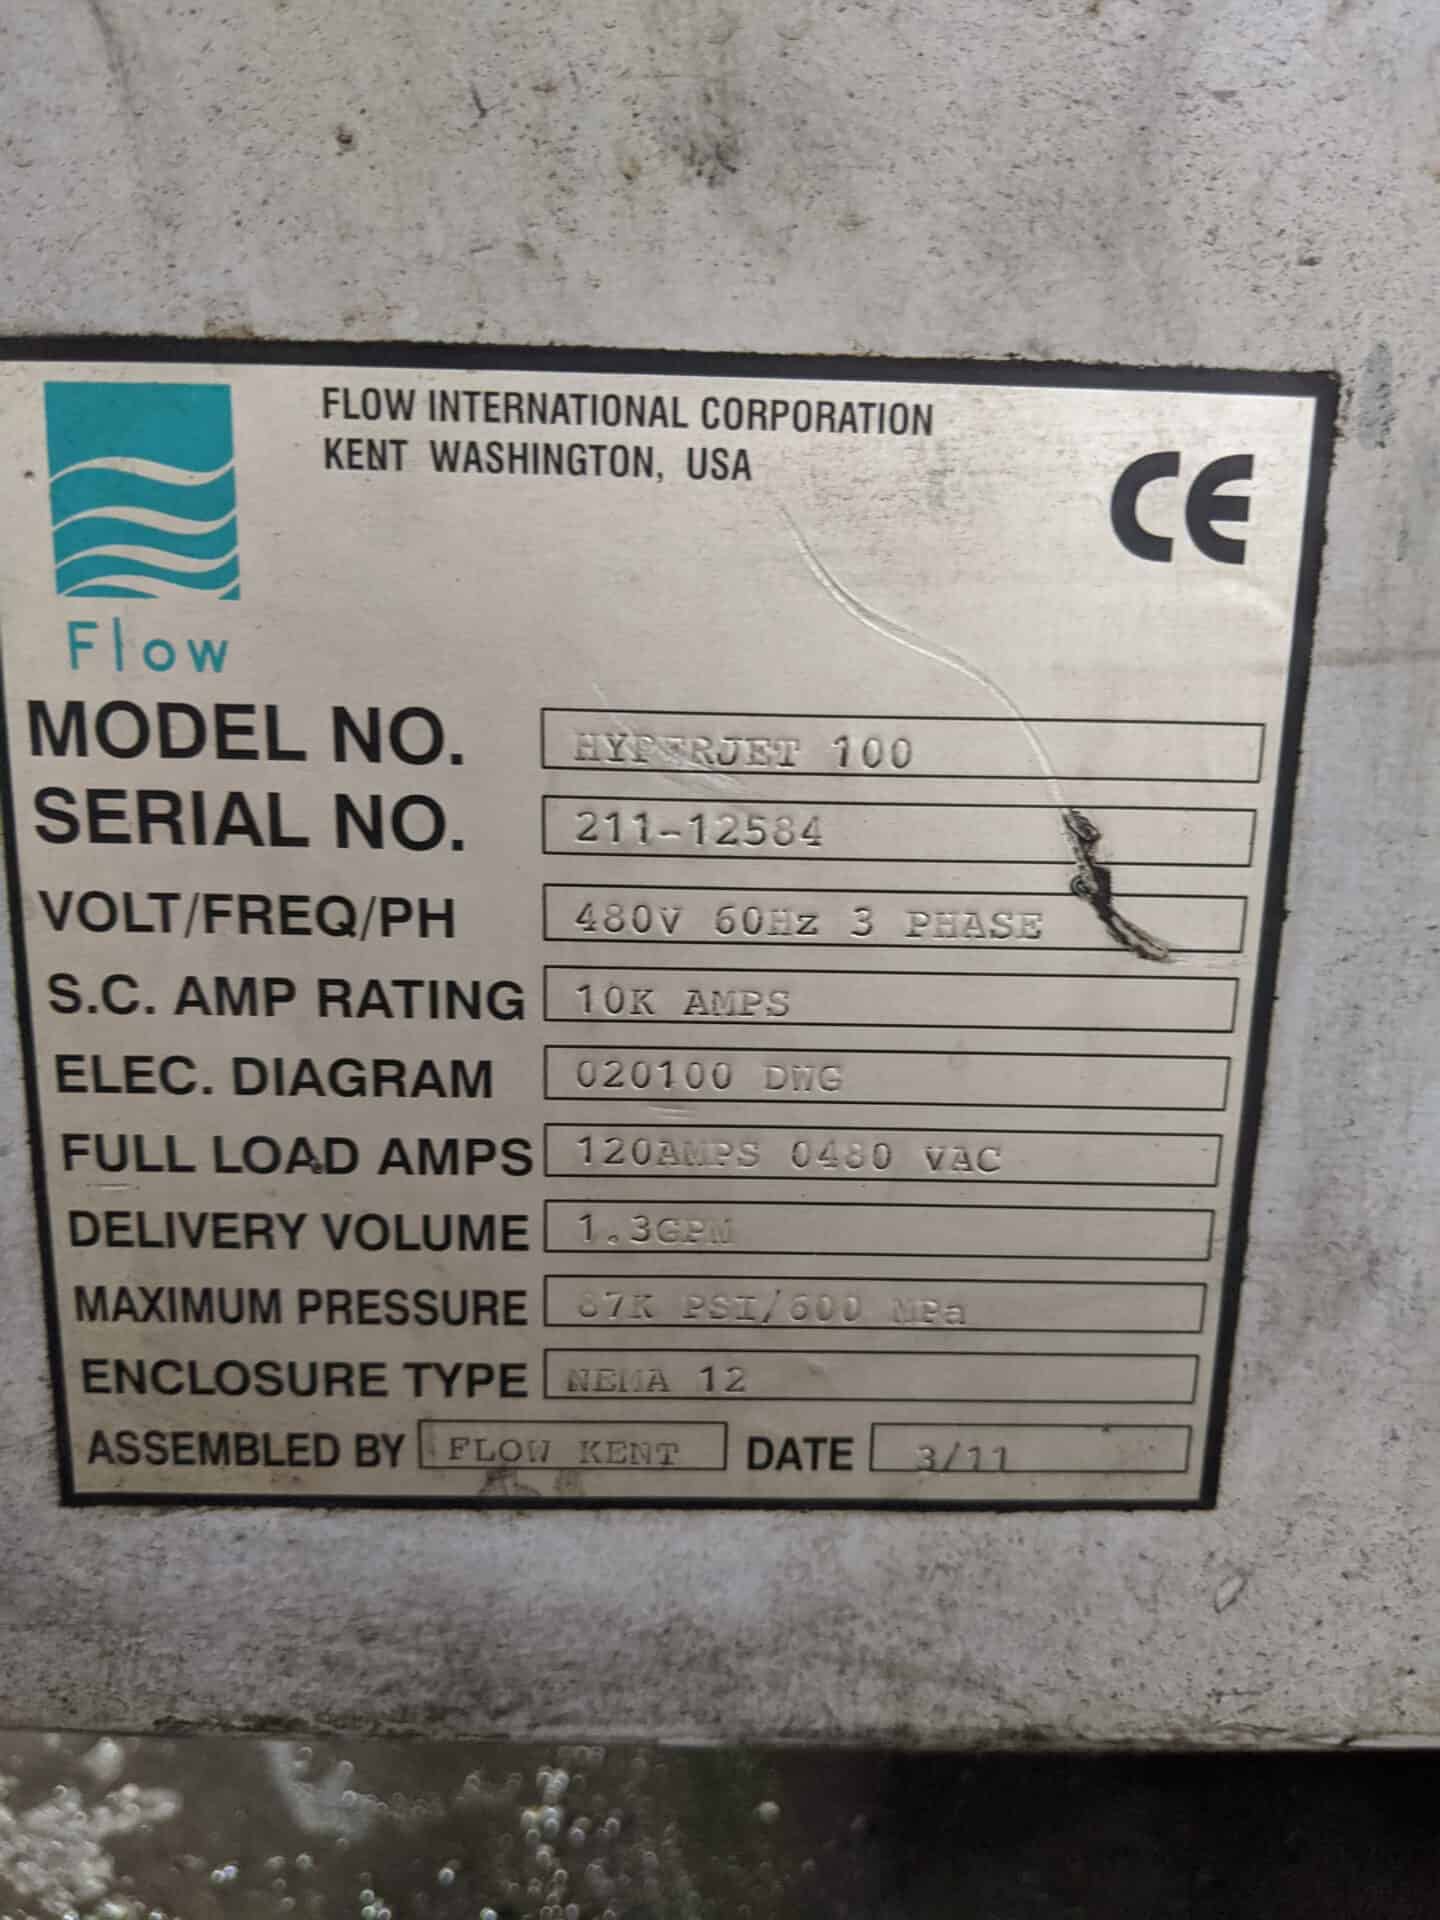 FLOW INTERNATIONAL CORPORATION
KENT WASHINGTON, USA
CE
Flow
MODEL NO. HYPERJET 100
SERIAL NO. 211-12584
VOLT/FREQ/PH 480V 60Hz 3 PHASE
S.C. AMP RATING 10K AMPS
ELEC. DIAGRAM 020100 DWG
FULL LOAD AMPS 120AMPS 0480 VAC
DELIVERY VOLUME 1.3GPM
MAXIMUM PRESSURE 87K PSI/600 MPa
ENCLOSURE TYPE NEMA 12
ASSEMBLED BY FLOW KENT DATE 3/11